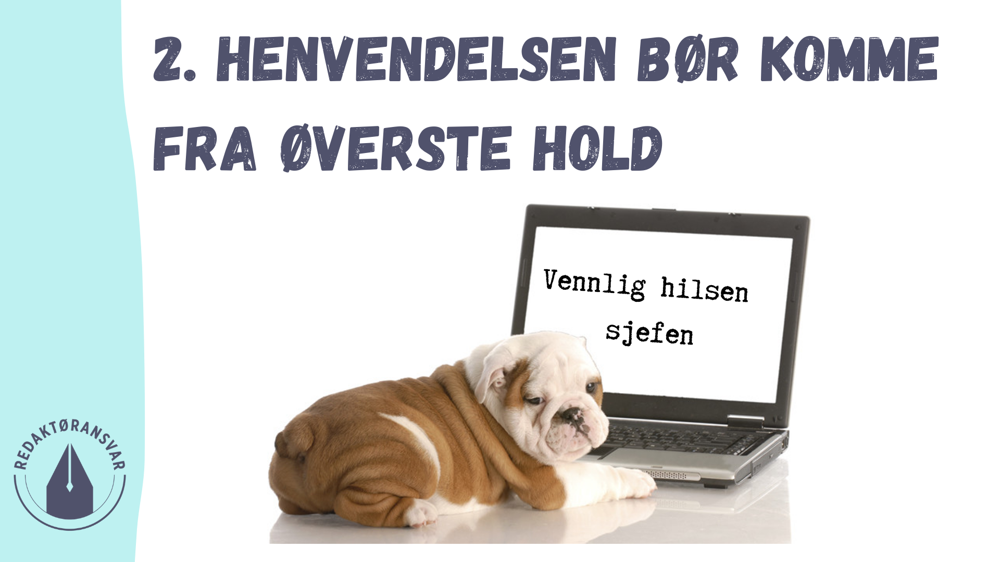 2. HENVENDELSEN BØR KOMME
FRA ØVERSTE HOLD
Vennlig hilsen
sjefen
REDAKTØRANSVAR